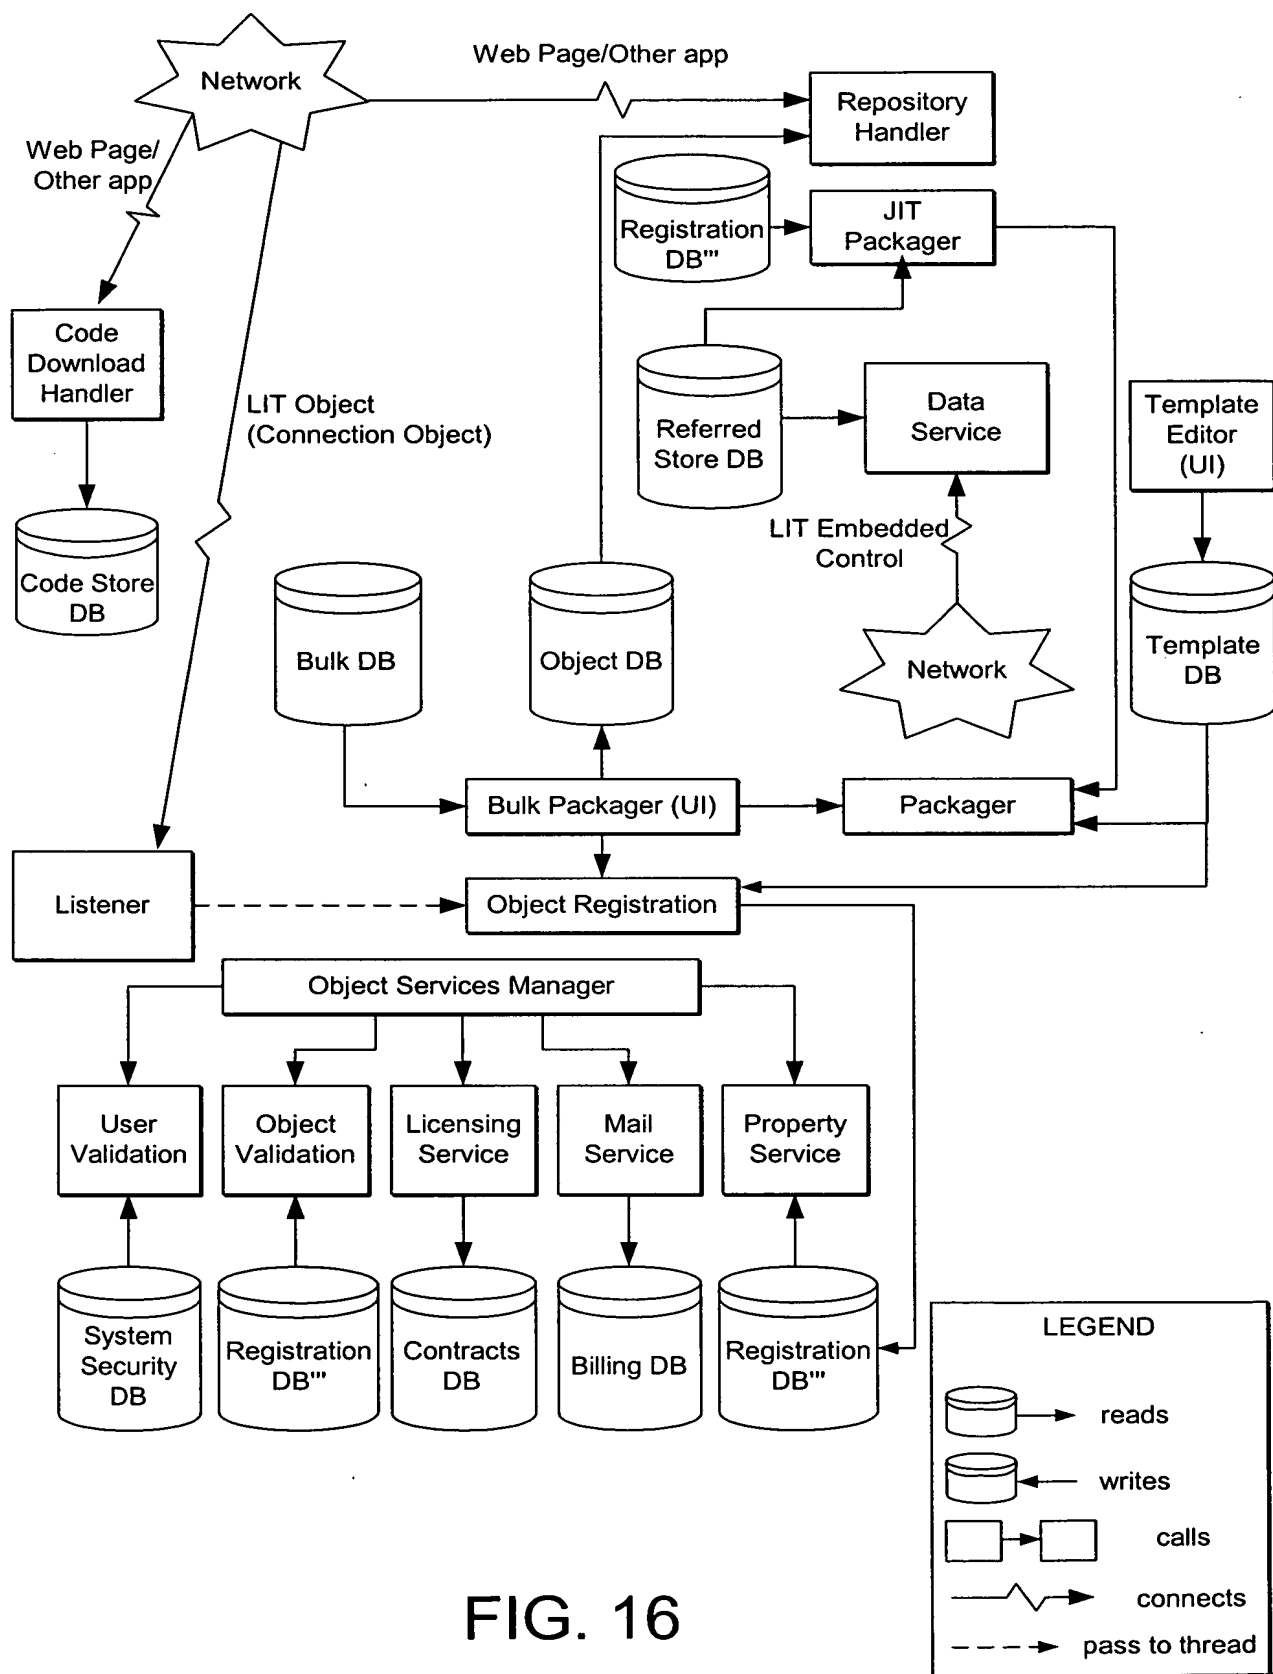 Network
Web Page/Other app
Repository
Handler
Web Page/
Other app
Registration
DB'''
JIT
Packager
Code
Download
Handler
LIT Object
(Connection Object)
Referred
Store DB
Data
Service
Template
Editor
(UI)
LIT Embedded
Control
Code Store
DB
Bulk DB
Object DB
Network
Template
DB
Bulk Packager (UI)
Packager
Listener
Object Registration
Object Services Manager
User
Validation
Object
Validation
Licensing
Service
Mail
Service
Property
Service
System
Security
DB
Registration
DB'''
Contracts
DB
Billing DB
Registration
DB'''
LEGEND
reads
writes
calls
connects
pass to thread
FIG. 16